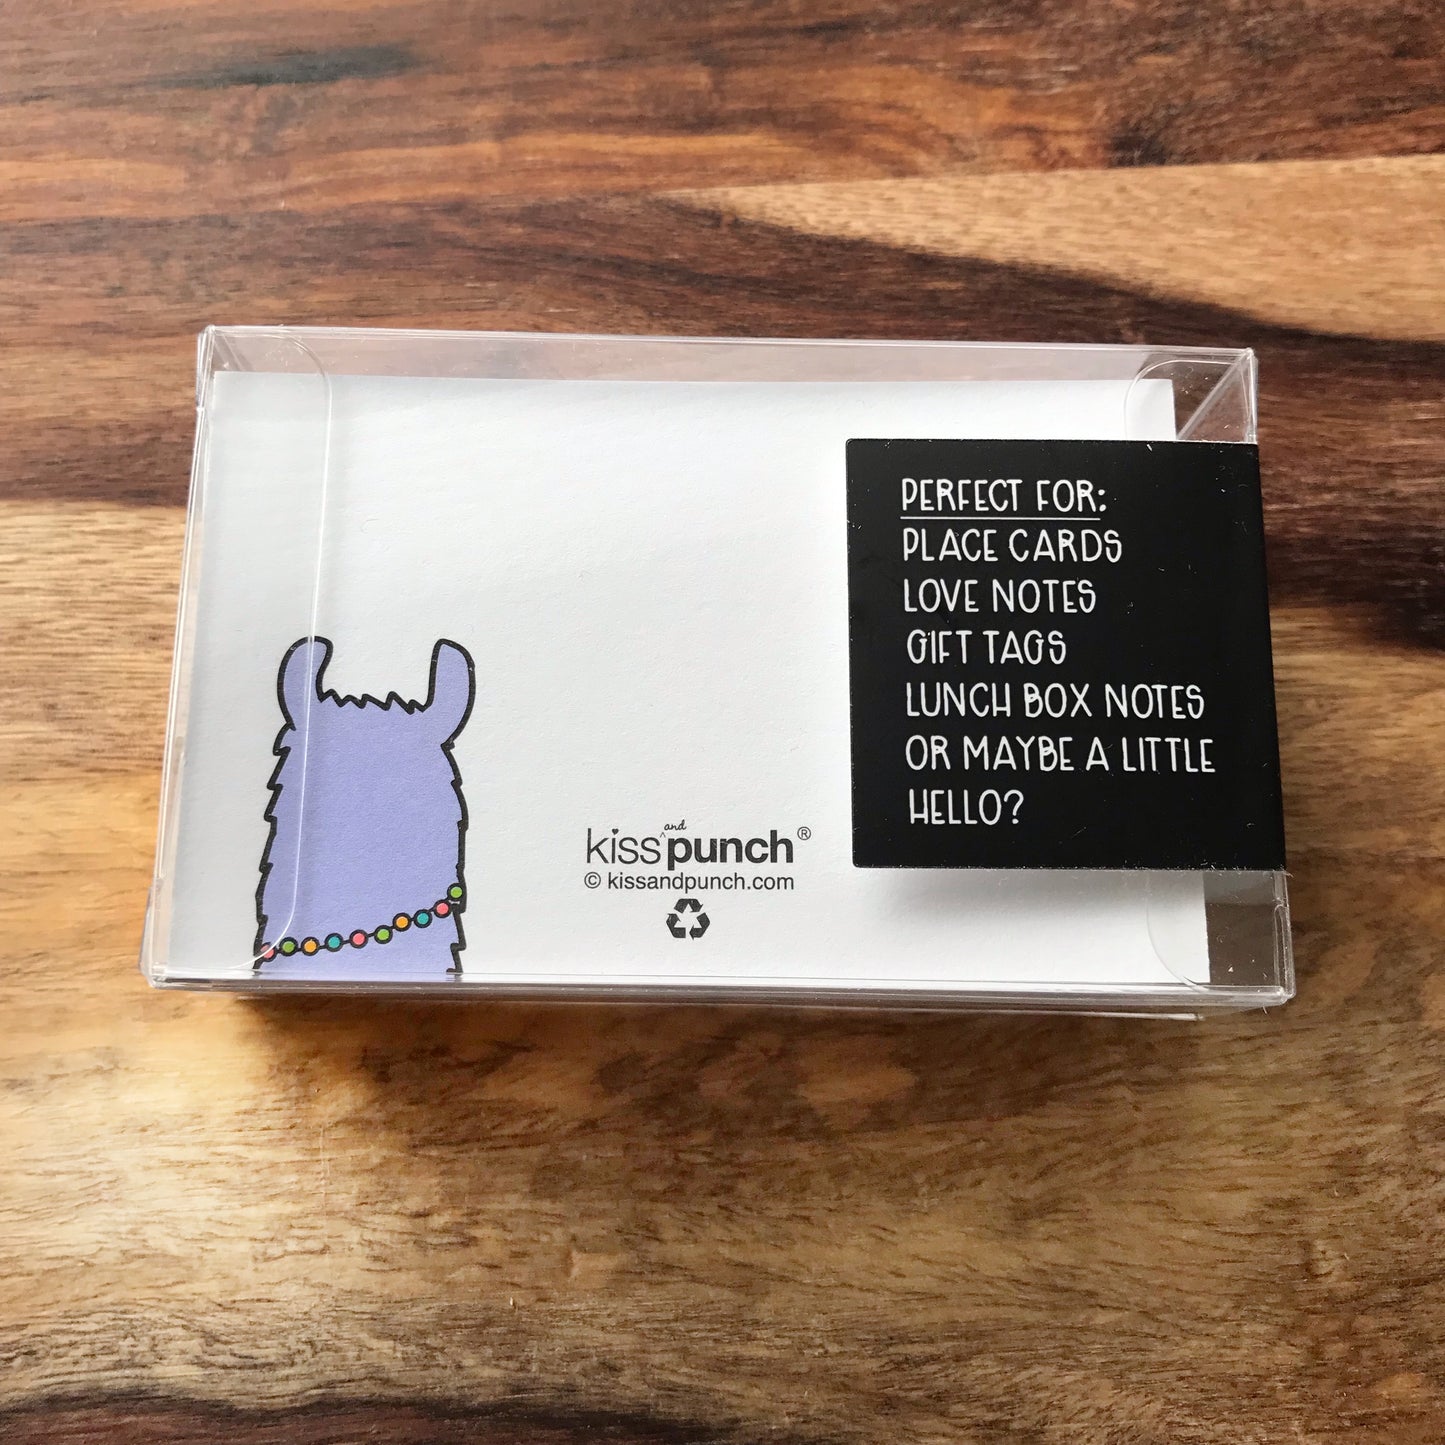 PERFECT FOR:
PLACE CARDS
LOVE NOTES
GIFT TAGS
LUNCH BOX NOTES
OR MAYBE A LITTLE
HELLO?
kiss and punch®
© kissandpunch.com